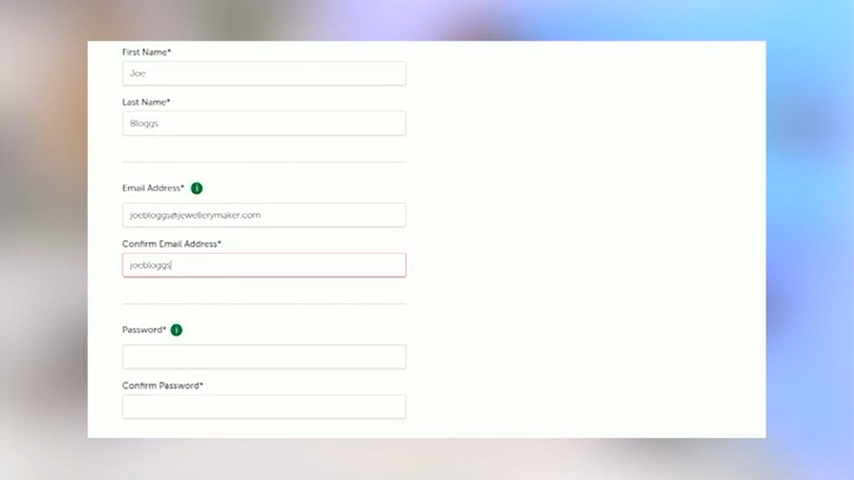 First Name*
Joe
Last Name*
Bloggs
Email Address* i
joebloggs@jewellerymaker.com
Confirm Email Address*
joebloggs
Password* i
Confirm Password*